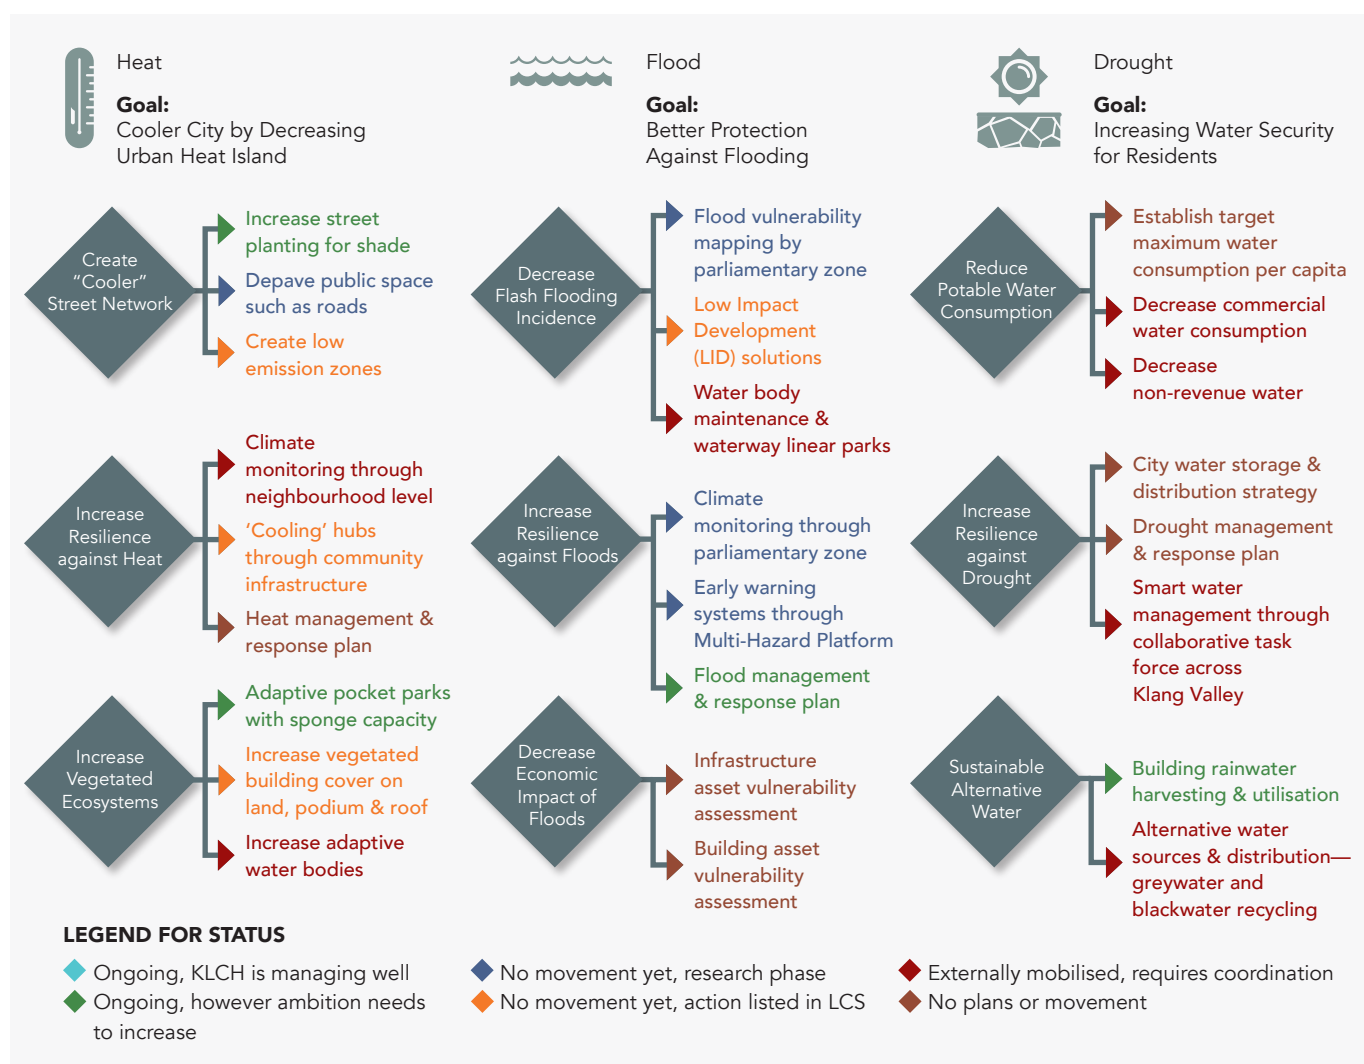 Heat
Goal:
Cooler City by Decreasing
Urban Heat Island
Create
“Cooler”
Street Network
Increase street
planting for shade
Depave public space
such as roads
Create low
emission zones
Increase
Resilience
against Heat
Climate
monitoring through
neighbourhood level
‘Cooling’ hubs
through community
infrastructure
Heat management &
response plan
Increase
Vegetated
Ecosystems
Adaptive pocket parks
with sponge capacity
Increase vegetated
building cover on
land, podium & roof
Increase adaptive
water bodies
Flood
Goal:
Better Protection
Against Flooding
Decrease
Flash Flooding
Incidence
Flood vulnerability
mapping by
parliamentary zone
Low Impact
Development
(LID) solutions
Water body
maintenance &
waterway linear parks
Increase
Resilience
against Floods
Climate
monitoring through
parliamentary zone
Early warning
systems through
Multi-Hazard Platform
Flood management
& response plan
Decrease
Economic
Impact of
Floods
Infrastructure
asset vulnerability
assessment
Building asset
vulnerability
assessment
Drought
Goal:
Increasing Water Security
for Residents
Reduce
Potable Water
Consumption
Establish target
maximum water
consumption per capita
Decrease commercial
water consumption
Decrease
non-revenue water
Increase
Resilience
against
Drought
City water storage &
distribution strategy
Drought management
& response plan
Smart water
management through
collaborative task
force across
Klang Valley
Sustainable
Alternative
Water
Building rainwater
harvesting & utilisation
Alternative water
sources & distribution—
greywater and
blackwater recycling
LEGEND FOR STATUS
Ongoing, KLCH is managing well
Ongoing, however ambition needs
to increase
No movement yet, research phase
No movement yet, action listed in LCS
Externally mobilised, requires coordination
No plans or movement